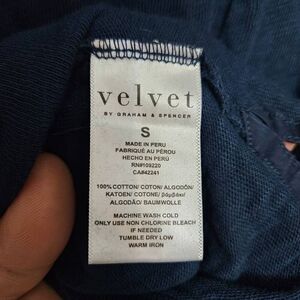 velvet
BY GRAHAM & SPENCER
S
MADE IN PERU
FABRIQUÉ AU PÉROU
HECHO EN PERÚ
RN#109220
CA#42241
100% COTTON/ COTON/ ALGODÓN/
KATOEN/ COTONE/ βαμβάκι/
ALGODÃO/ BAUMWOLLE
MACHINE WASH COLD
ONLY USE NON CHLORINE BLEACH
IF NEEDED
TUMBLE DRY LOW
WARM IRON